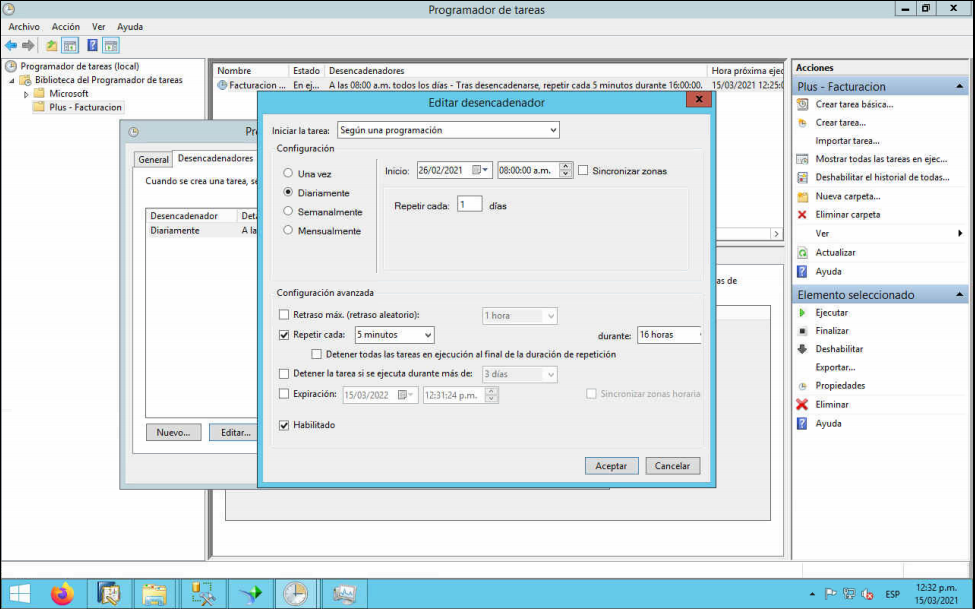 Programador de tareas
Archivo Acción Ver Ayuda
Programador de tareas (local)
Biblioteca del Programador de tareas
Microsoft
Plus - Facturacion
Nombre Estado Desencadenadores Hora próxima ejec
Facturacion ... En ej... A las 08:00 a.m. todos los días - Tras desencadenarse, repetir cada 5 minutos durante 16:00:00. 15/03/2021 12:25:0
Pr
General Desencadenadores
Cuando se crea una tarea, se
Desencadenador Deta
Diariamente A la
Nuevo... Editar...
as de
Editar desencadenador
Iniciar la tarea: Según una programación
Configuración
Una vez
Diariamente
Semanalmente
Mensualmente
Inicio: 26/02/2021 08:00:00 a.m. Sincronizar zonas
Repetir cada: 1 días
Configuración avanzada
Retraso máx. (retraso aleatorio): 1 hora
Repetir cada: 5 minutos durante: 16 horas
Detener todas las tareas en ejecución al final de la duración de repetición
Detener la tarea si se ejecuta durante más de: 3 días
Expiración: 15/03/2022 12:31:24 p.m. Sincronizar zonas horaria
Habilitado
Aceptar Cancelar
Acciones
Plus - Facturacion
Crear tarea básica...
Crear tarea...
Importar tarea...
Mostrar todas las tareas en ejec...
Deshabilitar el historial de todas...
Nueva carpeta...
Eliminar carpeta
Ver
Actualizar
Ayuda
Elemento seleccionado
Ejecutar
Finalizar
Deshabilitar
Exportar...
Propiedades
Eliminar
Ayuda
ESP
12:32 p.m.
15/03/2021